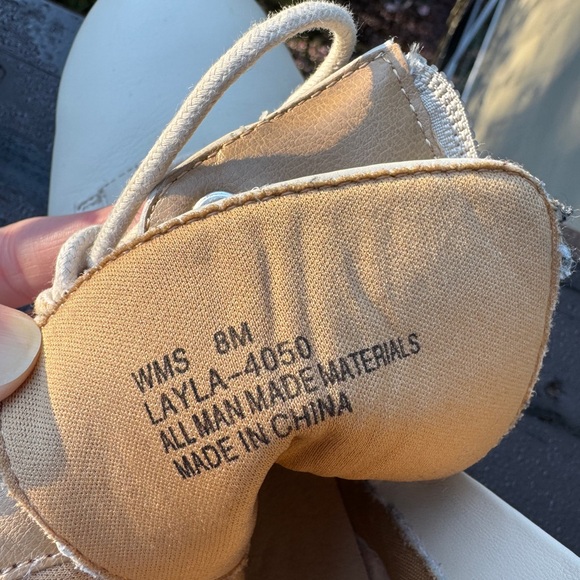 WMS 8M
LAYLA-4050
ALL MAN MADE MATERIALS
MADE IN CHINA